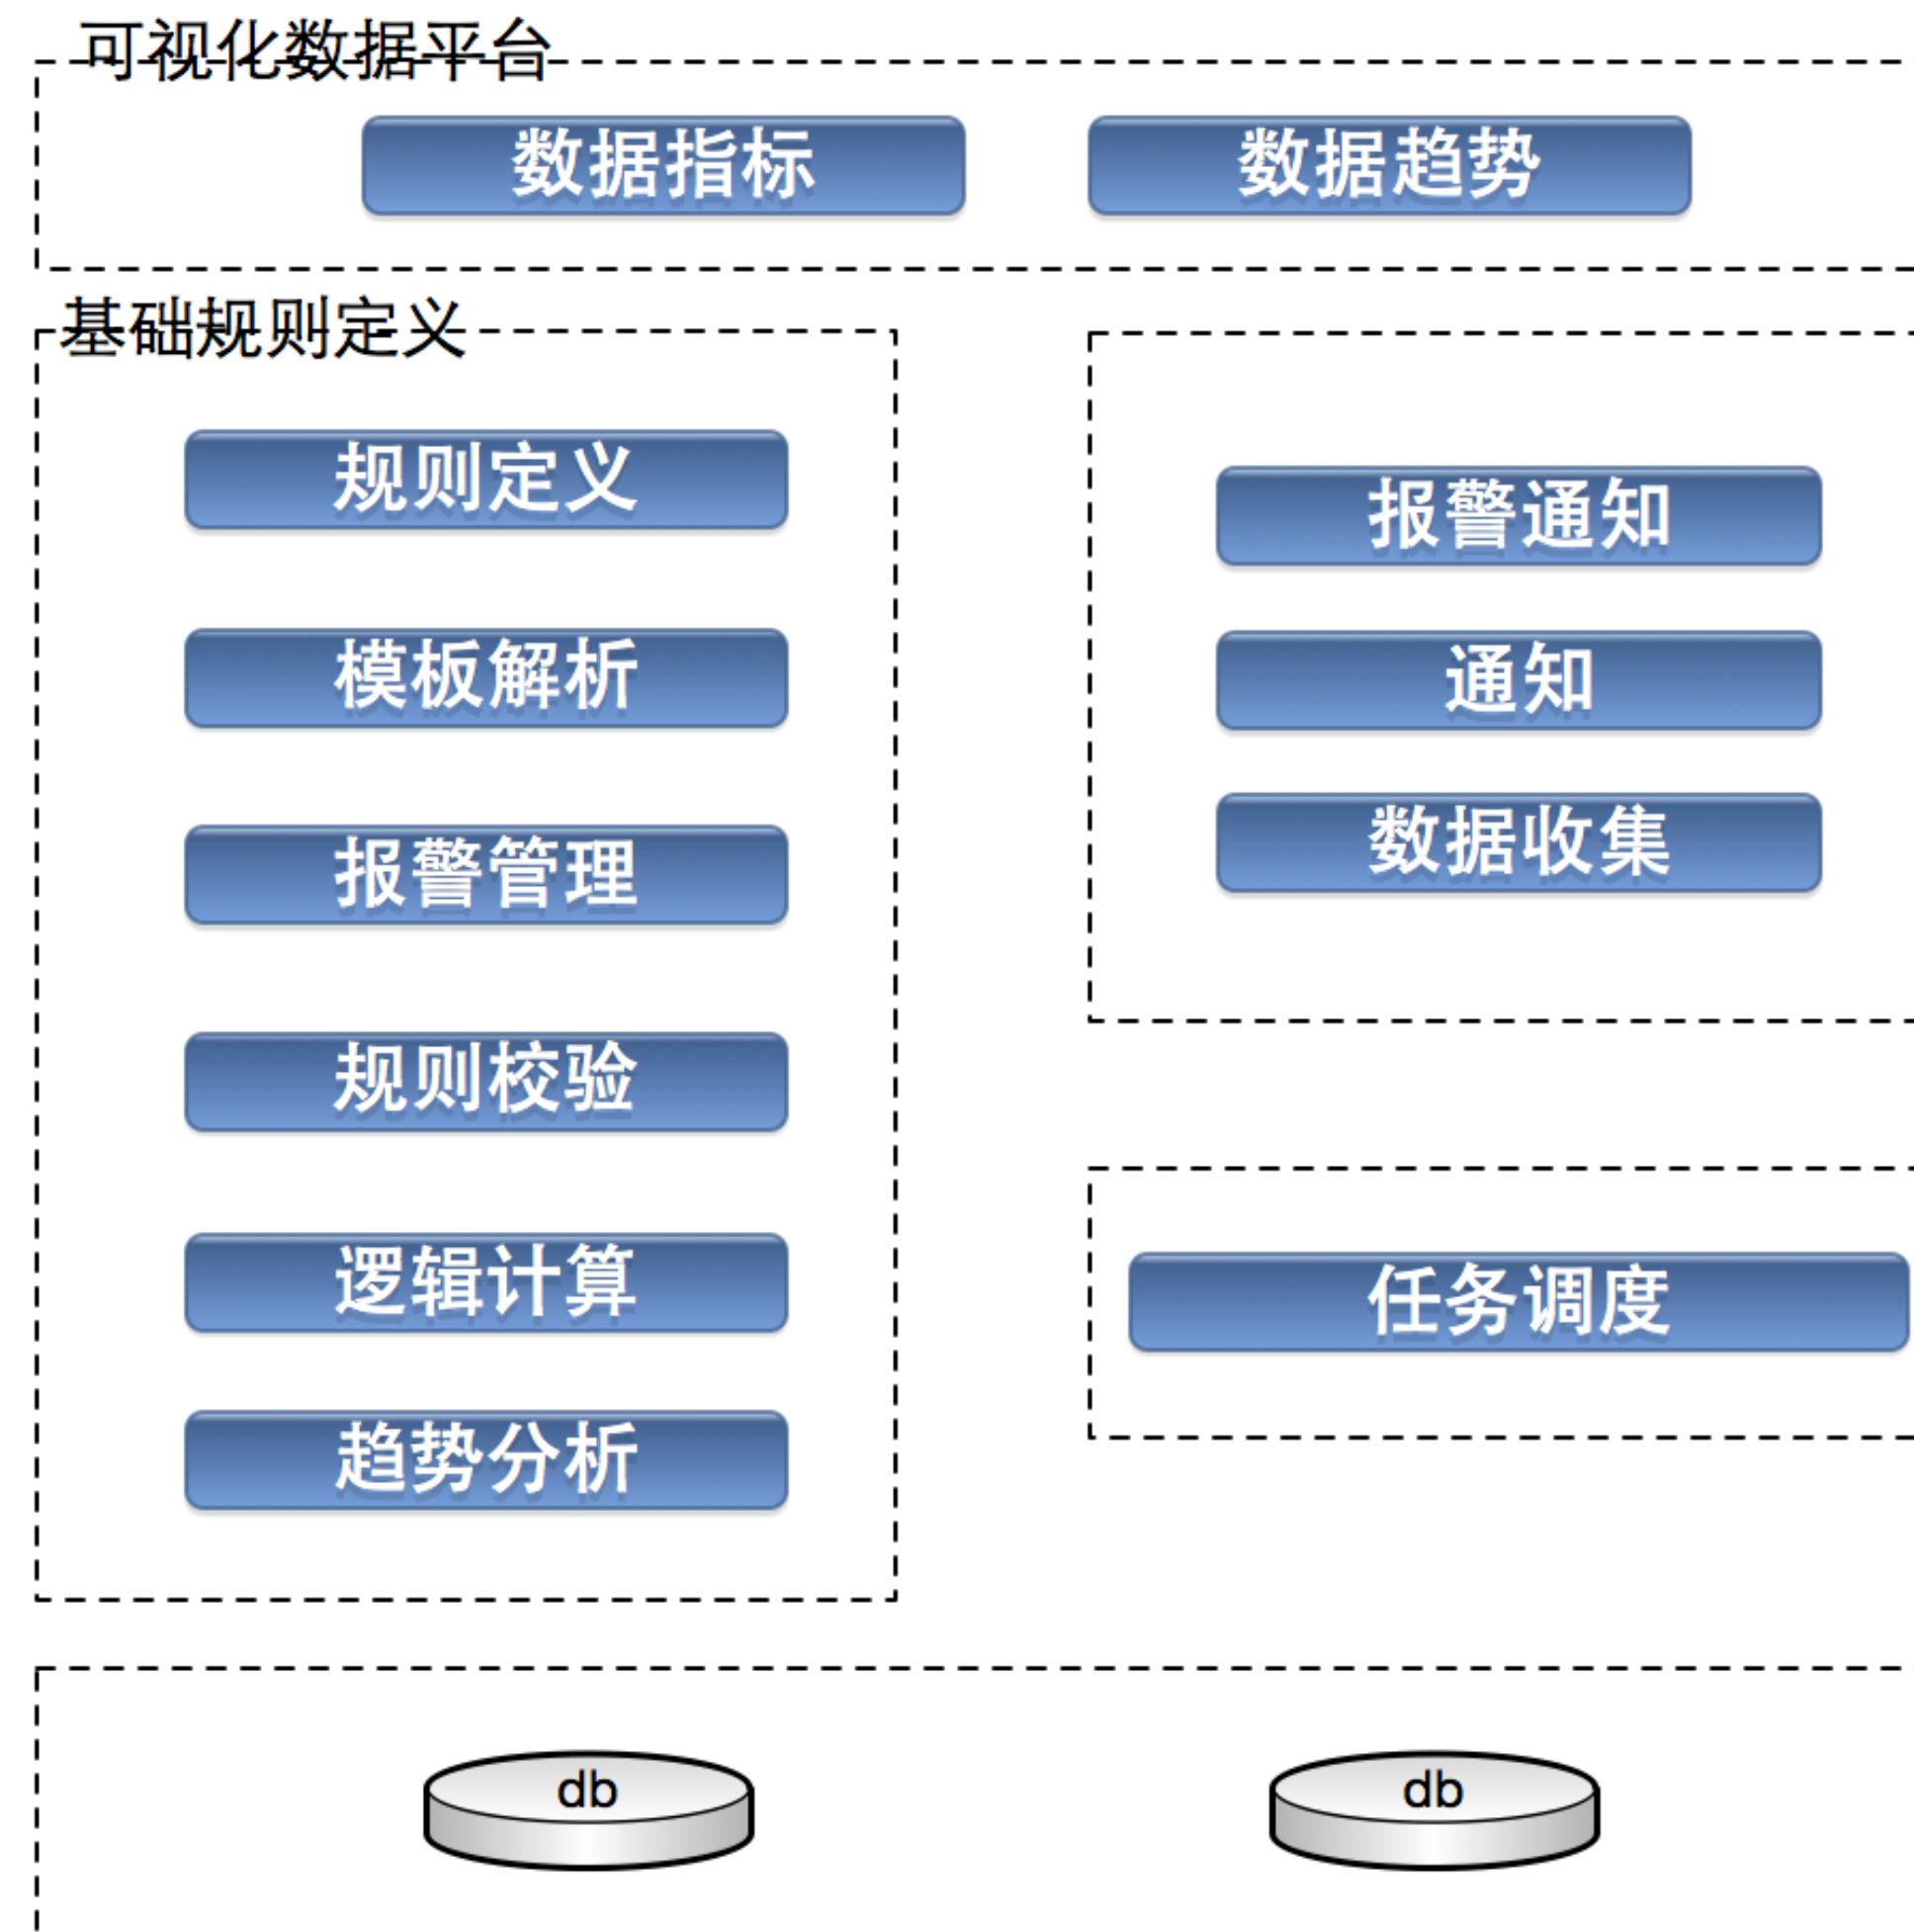 可视化数据平台
数据指标
数据趋势
基础规则定义
规则定义
模板解析
报警管理
规则校验
逻辑计算
趋势分析
报警通知
通知
数据收集
任务调度
db
db